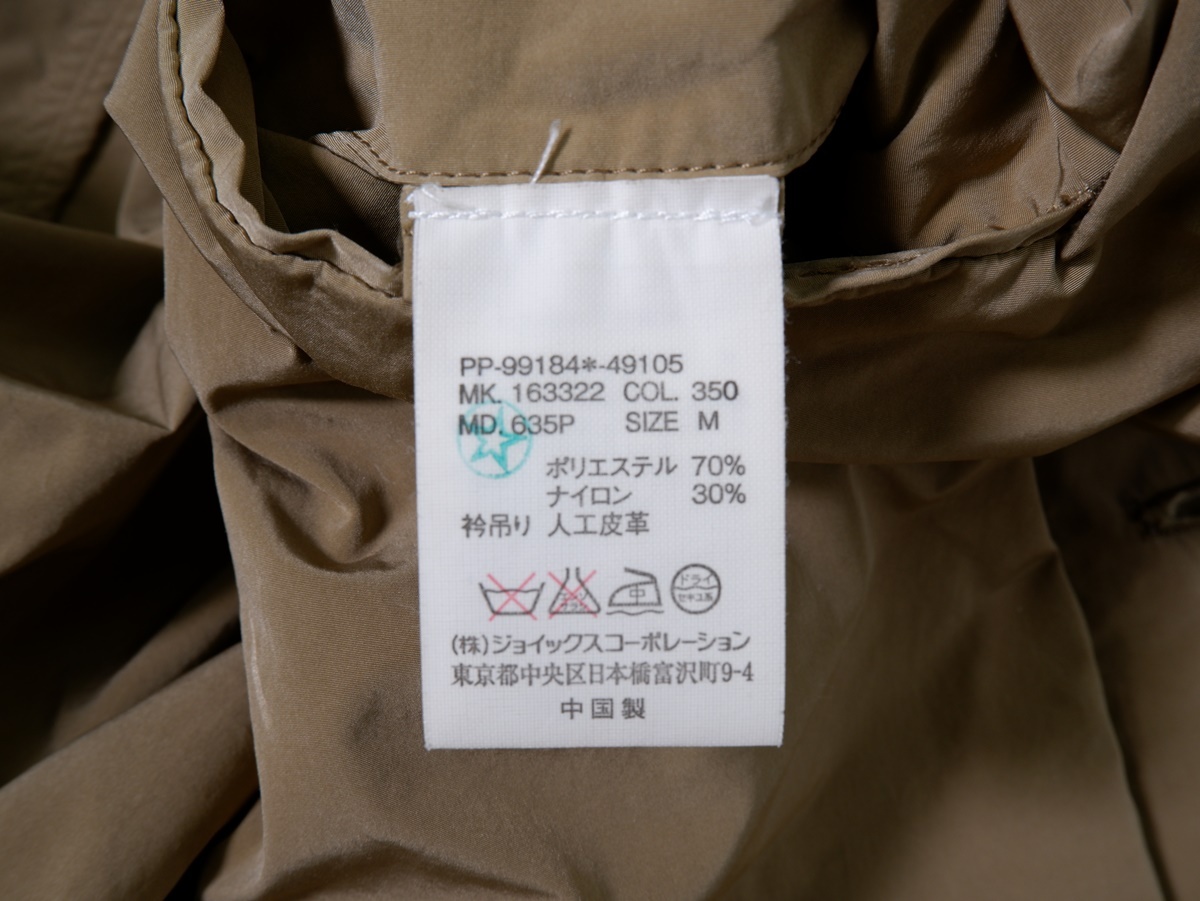 PP-99184*-49105
MK. 163322 COL. 350
MD. 635P SIZE M
ポリエステル 70%
ナイロン 30%
衿吊り 人工皮革
中 ドライ
セキユ系
(株)ジョイックスコーポレーション
東京都中央区日本橋富沢町9-4
中国製